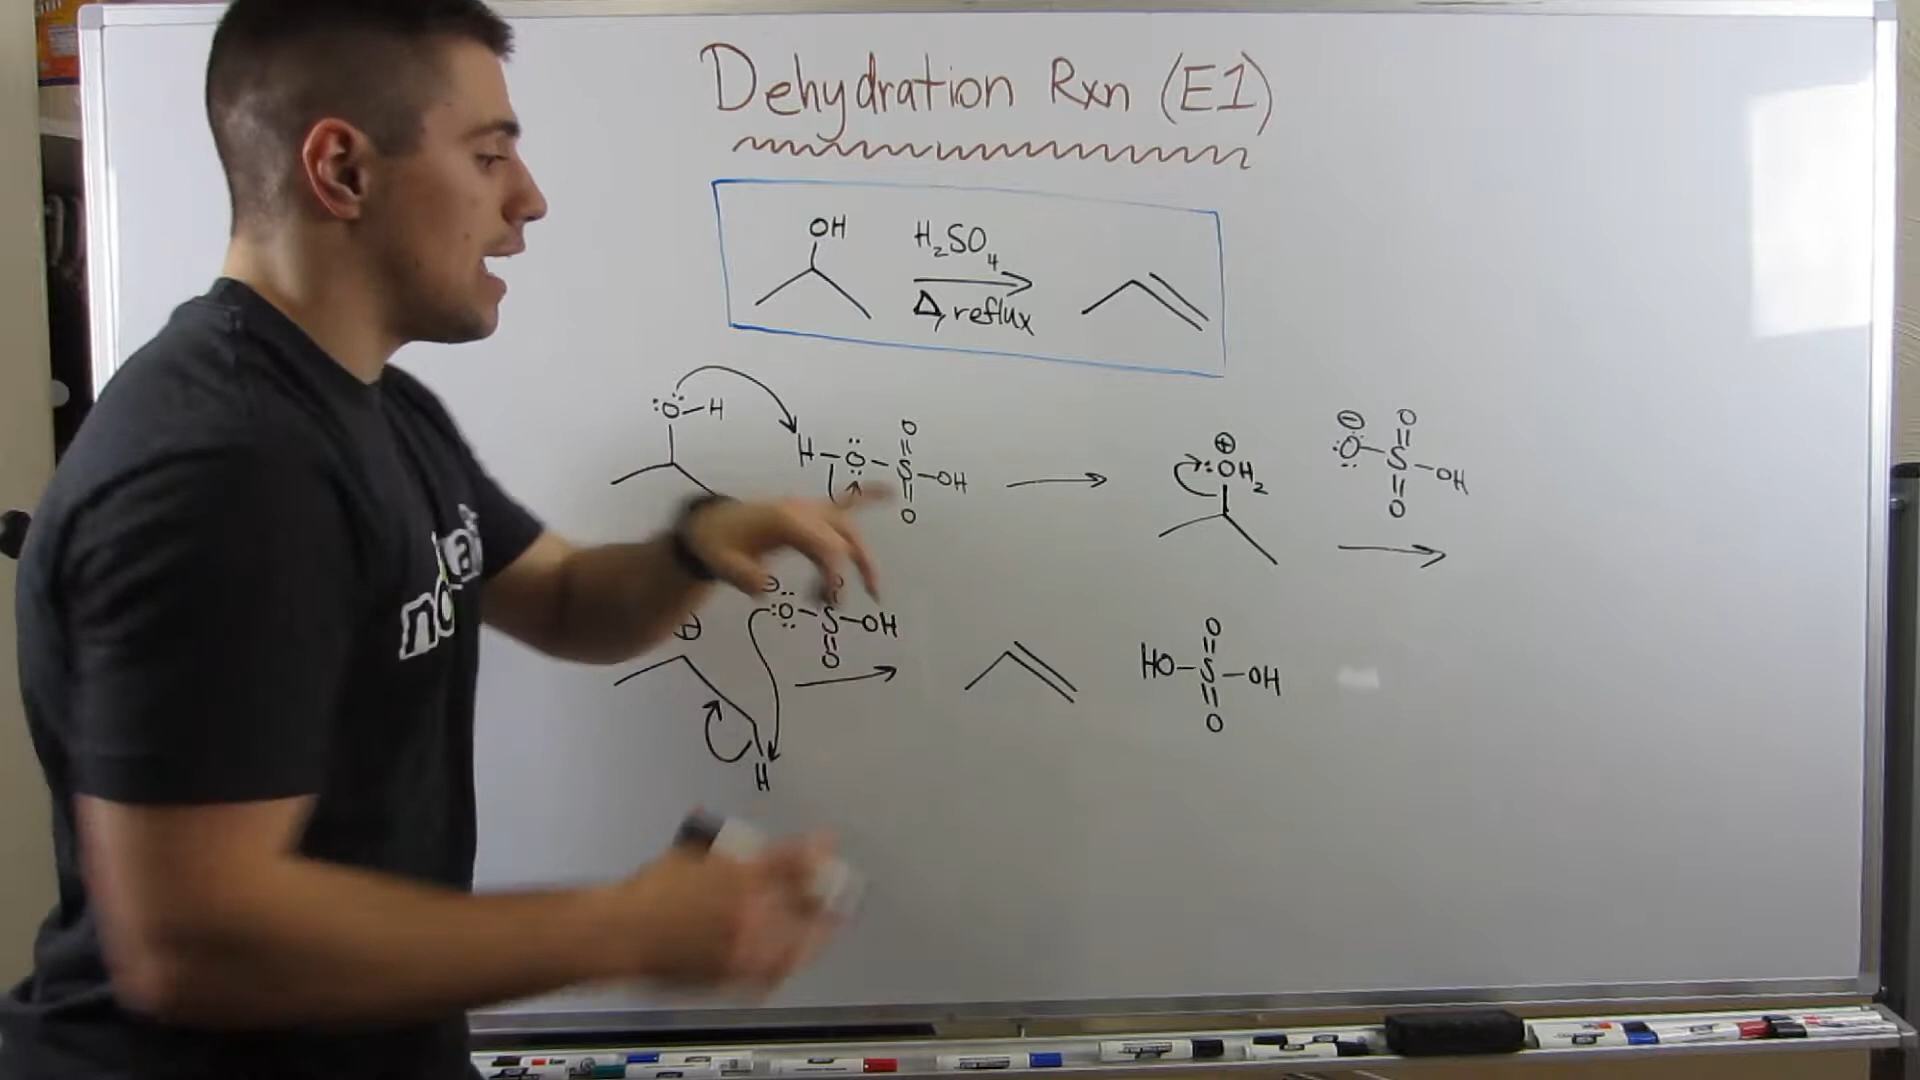 Dehydration Rxn (E1)
OH
H₂SO₄
Δ, reflux
:Ö-H
H-Ö-S-OH
O
O
⊕
:OH₂
⊖
:Ö-S-OH
O
O
⊕
⊖
:Ö-S-OH
O
H
O
HO-S-OH
O